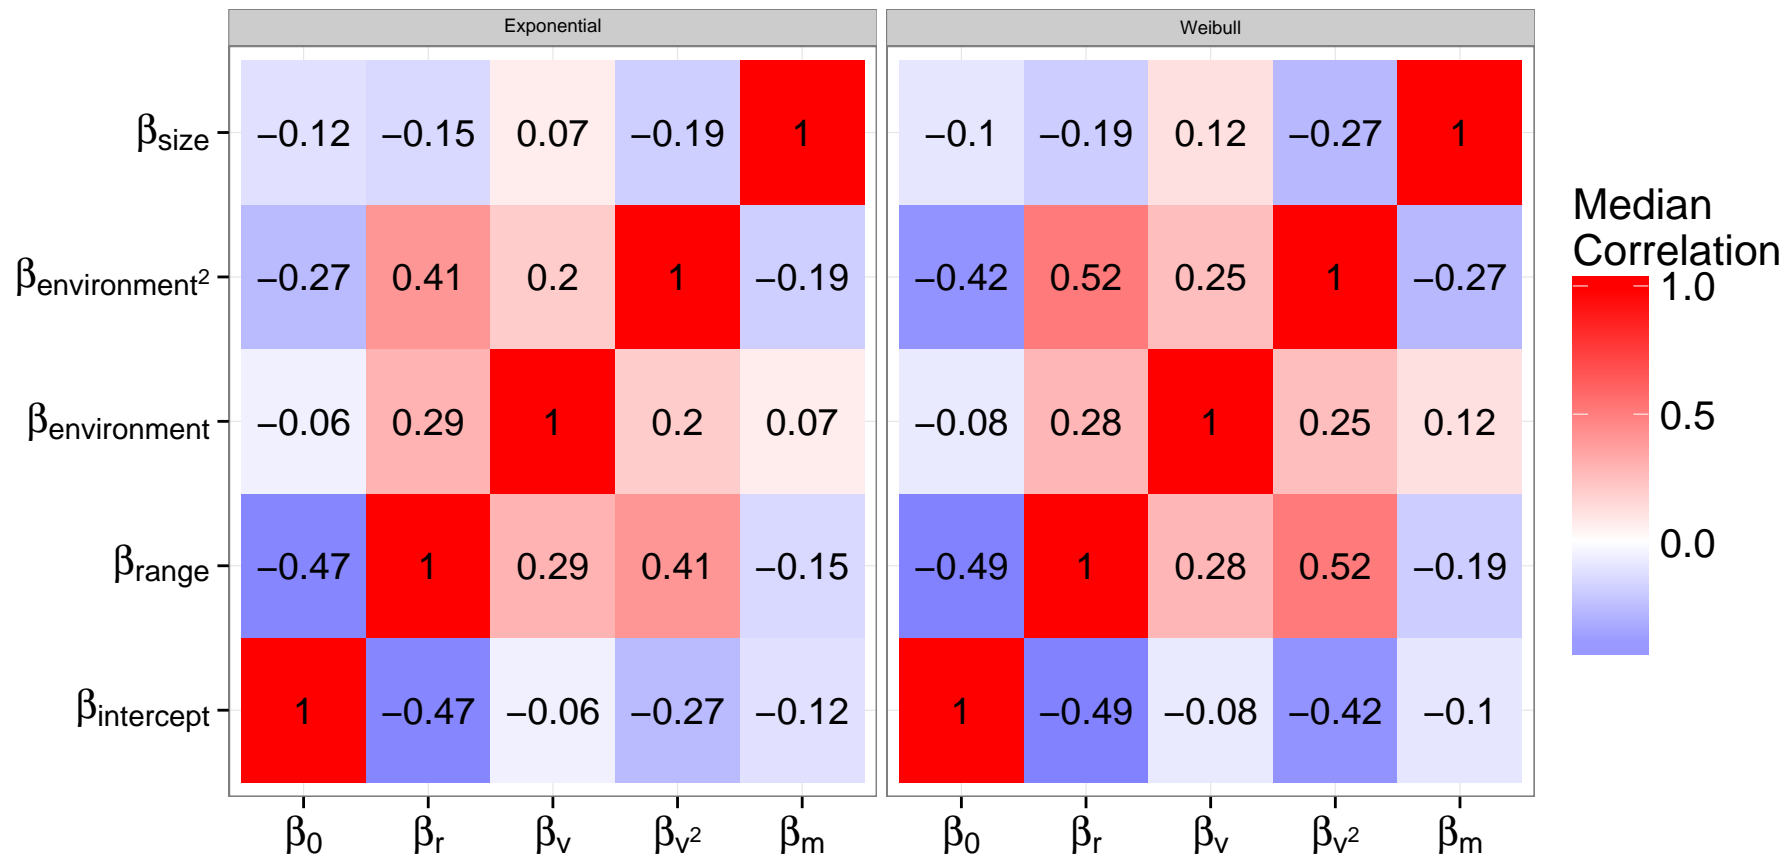 Exponential Weibull
βsize −0.12 −0.15 0.07 −0.19 1 −0.1 −0.19 0.12 −0.27 1
βenvironment² −0.27 0.41 0.2 1 −0.19 −0.42 0.52 0.25 1 −0.27
βenvironment −0.06 0.29 1 0.2 0.07 −0.08 0.28 1 0.25 0.12
βrange −0.47 1 0.29 0.41 −0.15 −0.49 1 0.28 0.52 −0.19
βintercept 1 −0.47 −0.06 −0.27 −0.12 1 −0.49 −0.08 −0.42 −0.1
β0 βr βv βv² βm β0 βr βv βv² βm
Median
Correlation
1.0
0.5
0.0